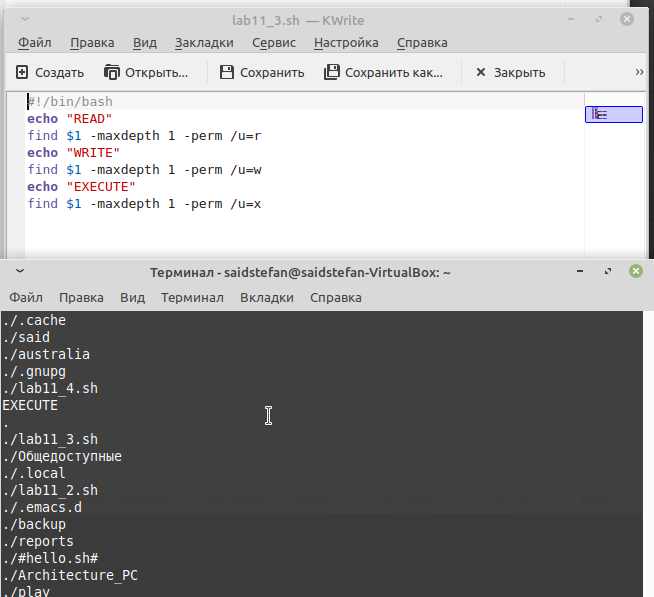 lab11_3.sh — KWrite
Файл Правка Вид Закладки Сервис Настройка Справка
Создать Открыть... Сохранить Сохранить как... Закрыть »
#!/bin/bash
echo "READ"
find $1 -maxdepth 1 -perm /u=r
echo "WRITE"
find $1 -maxdepth 1 -perm /u=w
echo "EXECUTE"
find $1 -maxdepth 1 -perm /u=x
Терминал - saidstefan@saidstefan-VirtualBox: ~
Файл Правка Вид Терминал Вкладки Справка
./.cache
./said
./australia
./.gnupg
./lab11_4.sh
EXECUTE
.
./lab11_3.sh
./Общедоступные
./.local
./lab11_2.sh
./.emacs.d
./backup
./reports
./#hello.sh#
./Architecture_PC
./play